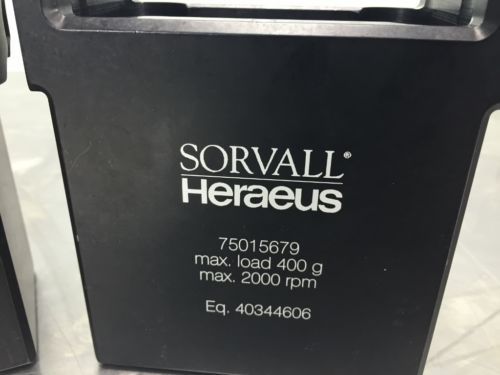 SORVALL®
Heraeus
75015679
max. load 400 g
max. 2000 rpm
Eq. 40344606